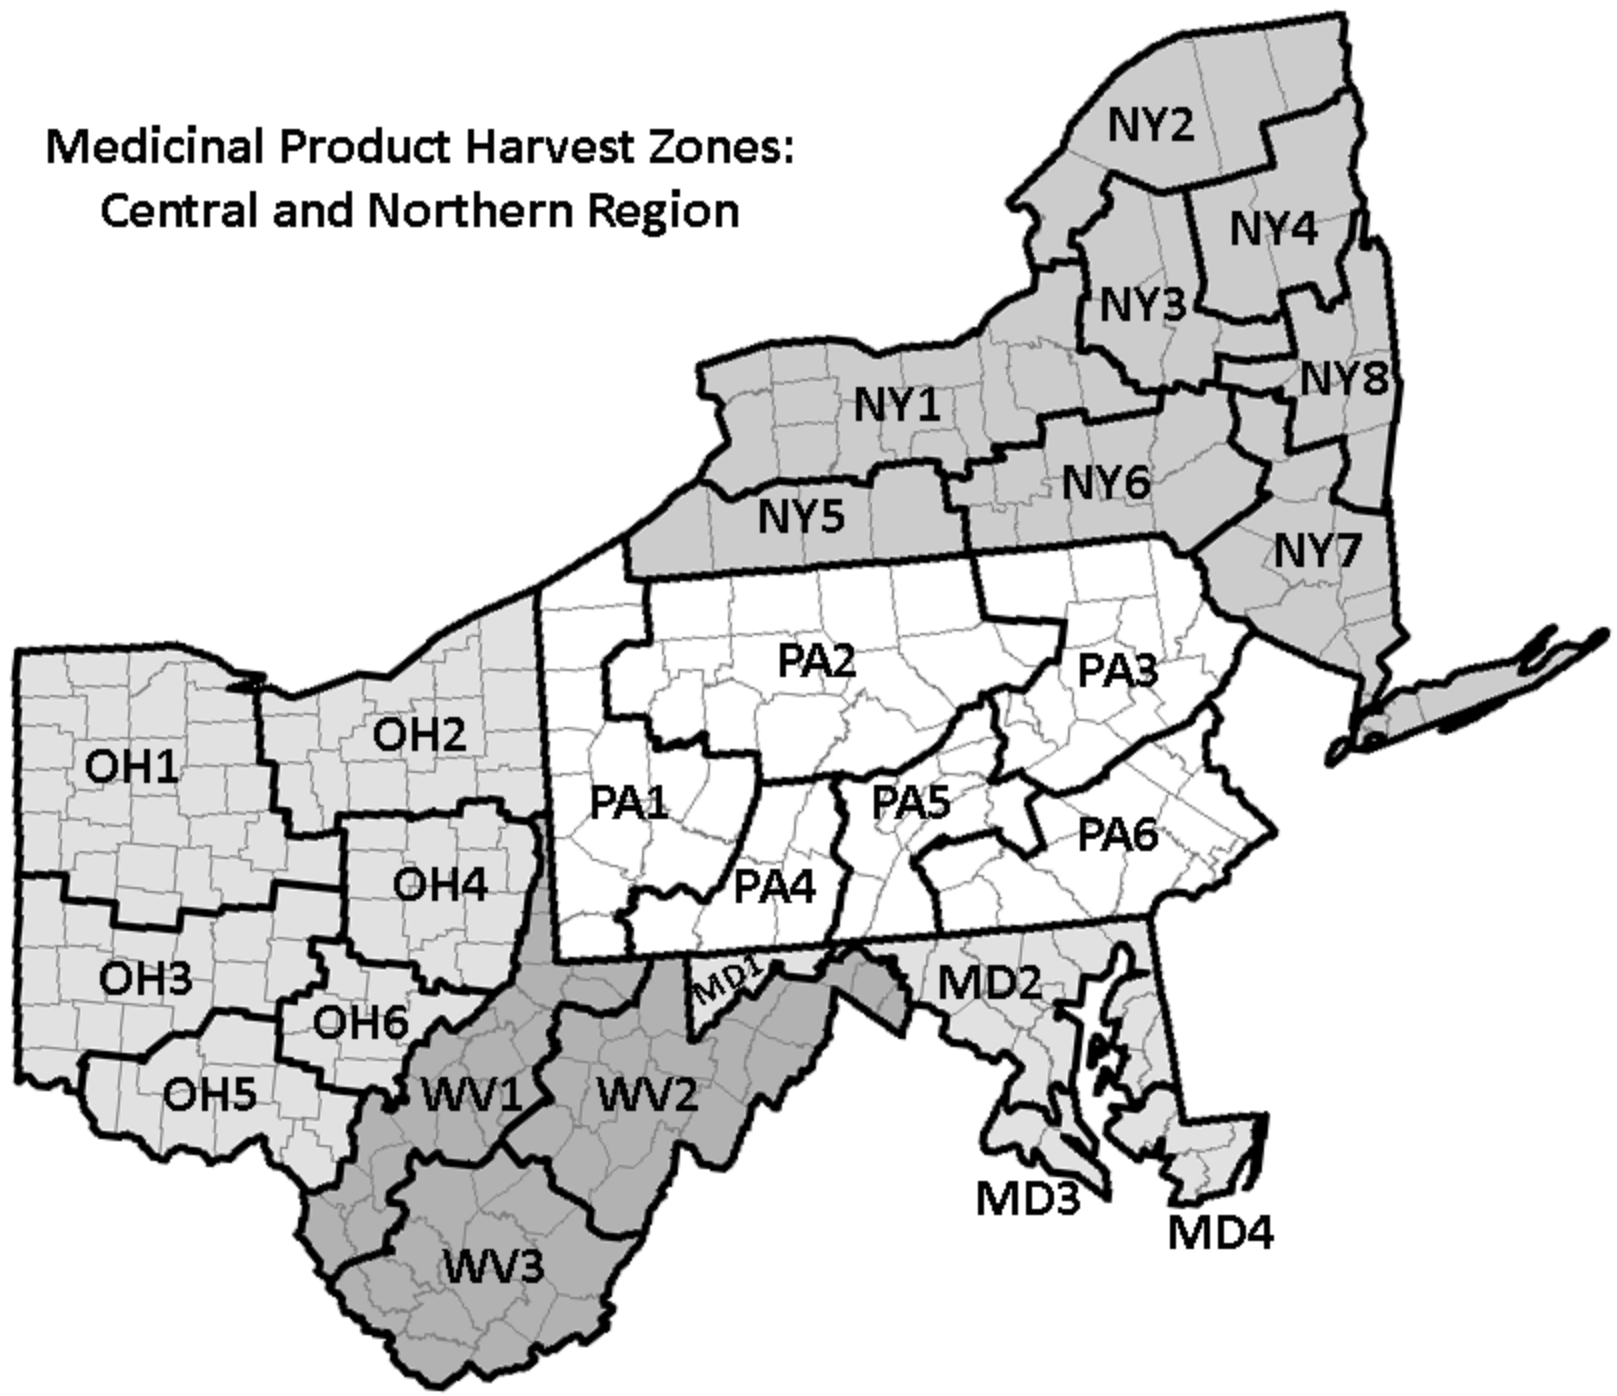 Medicinal Product Harvest Zones:
Central and Northern Region
NY2
NY4
NY3
NY8
NY1
NY6
NY5
NY7
PA2
PA3
OH2
OH1
PA1
PA5
PA6
OH4
PA4
OH3
MD1
MD2
OH6
OH5
WV1
WV2
MD3
MD4
WV3